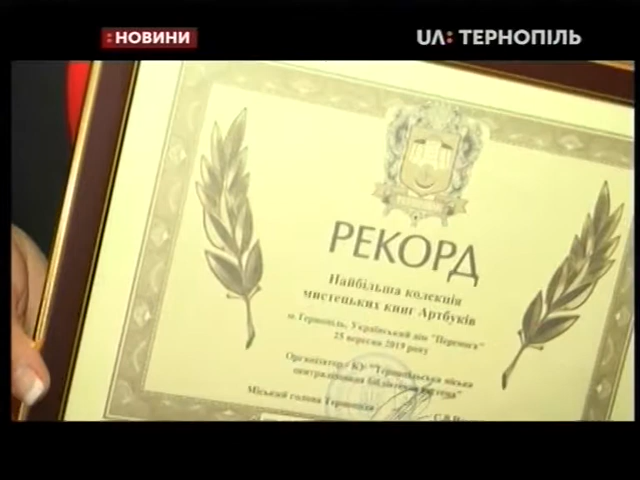 :НОВИНИ
UA: ТЕРНОПІЛЬ
РЕКОРД
Найбільша колекція
мистецьких книг Артбуків
м. Тернопіль, Український дім "Перемога"
25 вересня 2019 року
Організатор - КУ "Тернопільська міська
централізована бібліотечна система"
Міський голова Тернополя